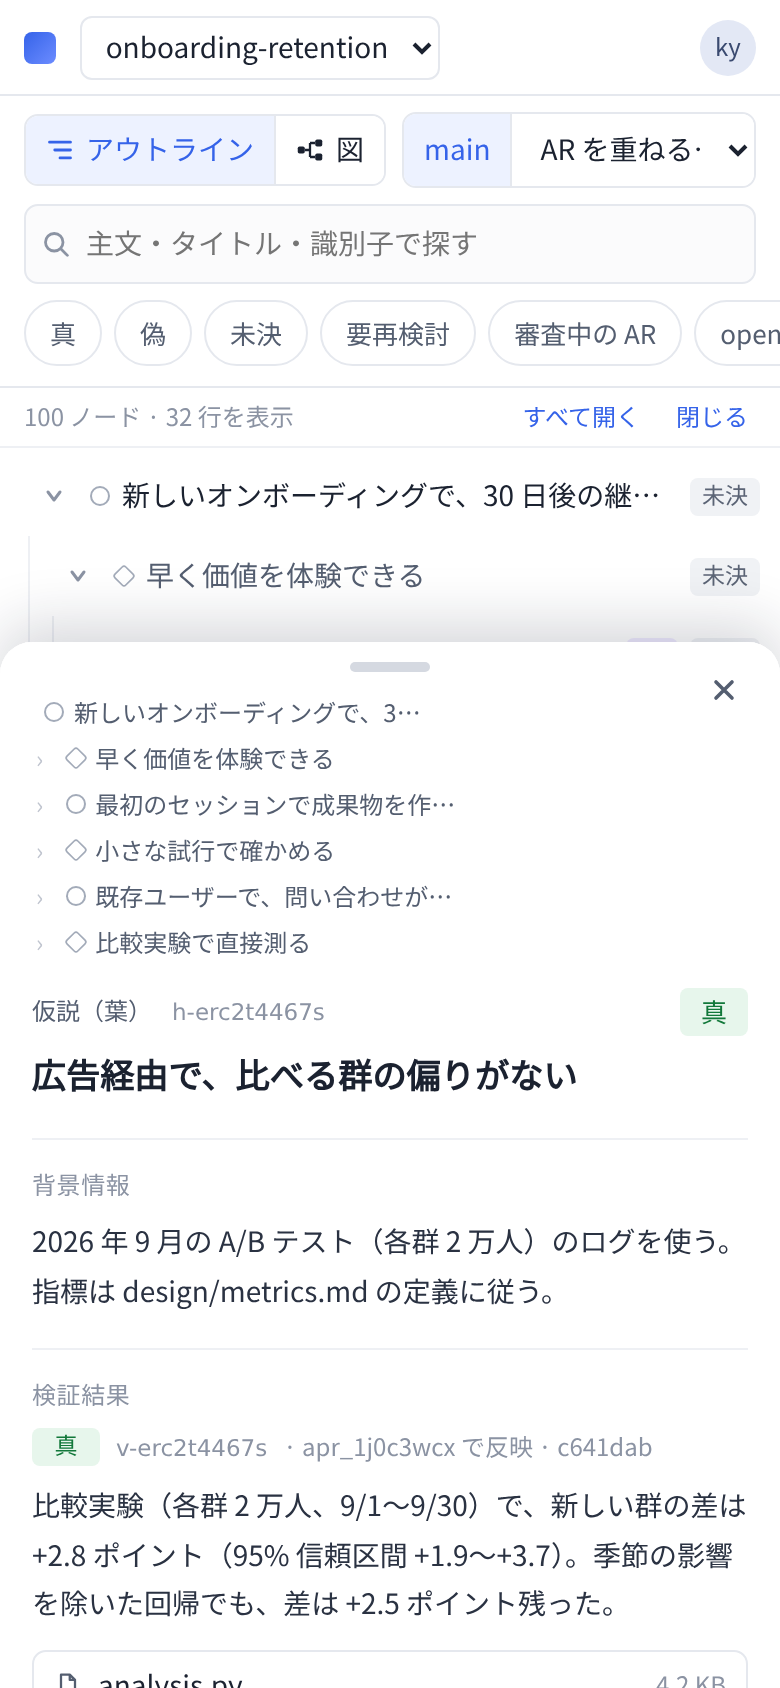 onboarding-retention
ky
アウトライン
図
main
AR を重ねる·
主文・タイトル・識別子で探す
真
偽
未決
要再検討
審査中の AR
open
100 ノード · 32 行を表示
すべて開く
閉じる
新しいオンボーディングで、30 日後の継…
未決
早く価値を体験できる
未決
新しいオンボーディングで、3…
› 早く価値を体験できる
› 最初のセッションで成果物を作…
› 小さな試行で確かめる
› 既存ユーザーで、問い合わせが…
› 比較実験で直接測る
仮説（葉） h-erc2t4467s
真
広告経由で、比べる群の偏りがない
背景情報
2026 年 9 月の A/B テスト（各群 2 万人）のログを使う。
指標は design/metrics.md の定義に従う。
検証結果
真 v-erc2t4467s · apr_1j0c3wcx で反映 · c641dab
比較実験（各群 2 万人、9/1〜9/30）で、新しい群の差は
+2.8 ポイント（95% 信頼区間 +1.9〜+3.7）。季節の影響
を除いた回帰でも、差は +2.5 ポイント残った。
analysis.py
4.2 KB